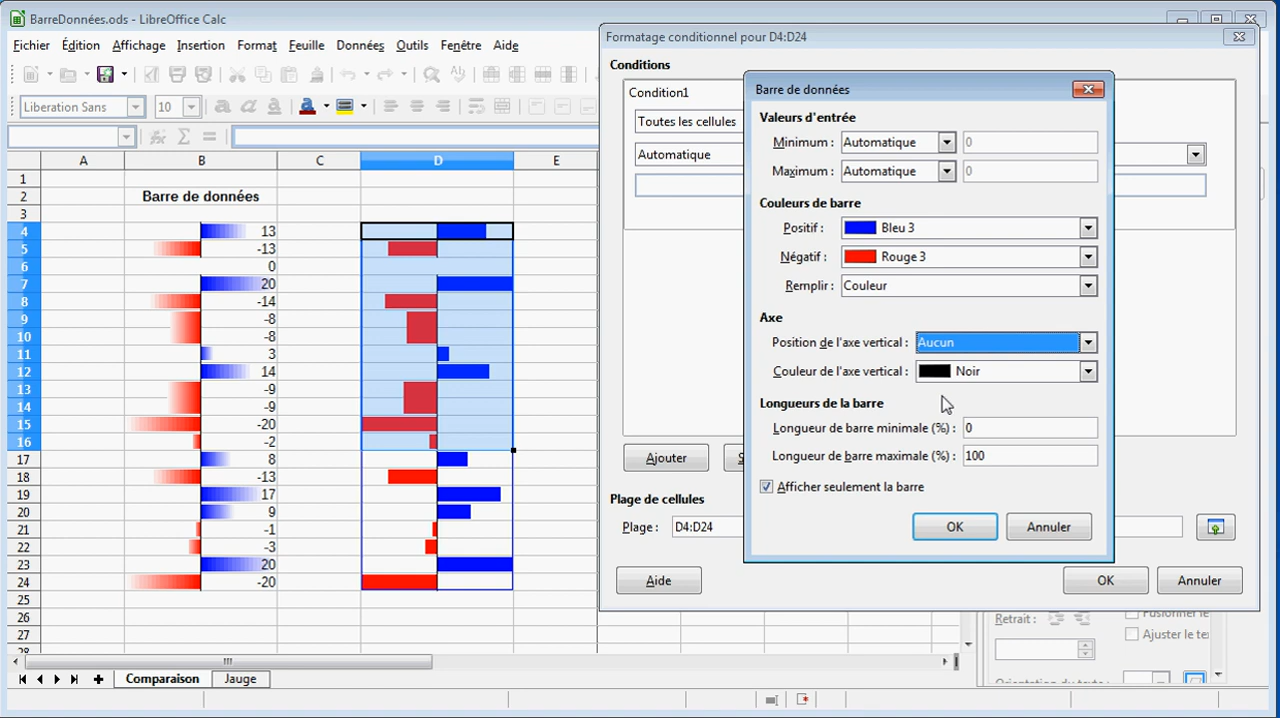 BarreDonnées.ods - LibreOffice Calc
Fichier Édition Affichage Insertion Format Feuille Données Outils Fenêtre Aide
Liberation Sans 10
A B C D E
1
2 Barre de données
3
4 13
5 -13
6 0
7 20
8 -14
9 -8
10 -8
11 3
12 14
13 -9
14 -9
15 -20
16 -2
17 8
18 -13
19 17
20 9
21 -1
22 -3
23 20
24 -20
25
26
27
28
Comparaison Jauge
Formatage conditionnel pour D4:D24
Conditions
Condition1
Toutes les cellules
Automatique
Ajouter
Plage de cellules
Plage : D4:D24
Aide OK Annuler
Barre de données
Valeurs d'entrée
Minimum : Automatique 0
Maximum : Automatique 0
Couleurs de barre
Positif : Bleu 3
Négatif : Rouge 3
Remplir : Couleur
Axe
Position de l'axe vertical : Aucun
Couleur de l'axe vertical : Noir
Longueurs de la barre
Longueur de barre minimale (%) : 0
Longueur de barre maximale (%) : 100
Afficher seulement la barre
OK Annuler
Retrait :
Ajuster le